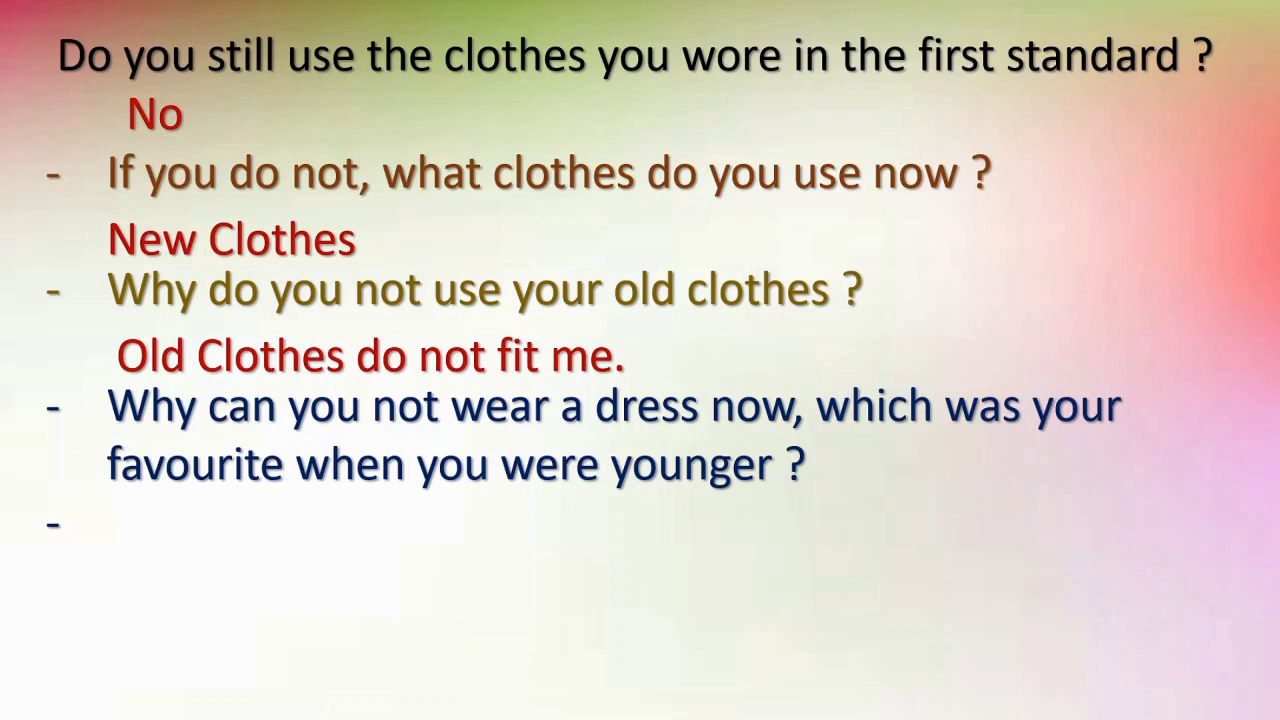 Do you still use the clothes you wore in the first standard ?
No
- If you do not, what clothes do you use now ?
New Clothes
- Why do you not use your old clothes ?
Old Clothes do not fit me.
- Why can you not wear a dress now, which was your
favourite when you were younger ?
-